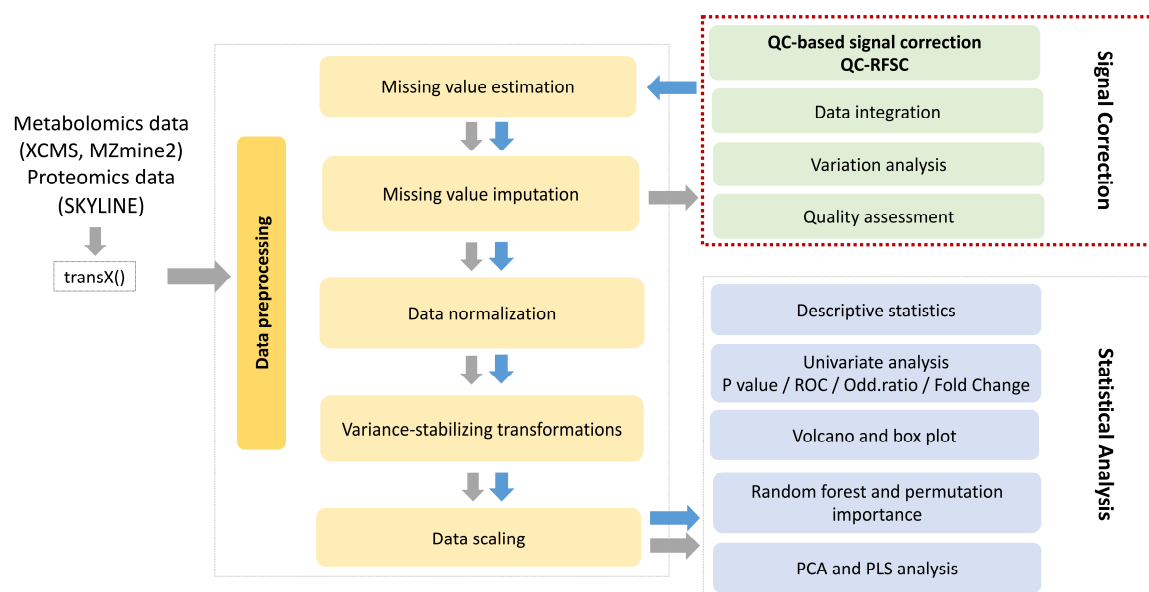 Metabolomics data
(XCMS, MZmine2)
Proteomics data
(SKYLINE)
transX()
Data preprocessing
Missing value estimation
Missing value imputation
Data normalization
Variance-stabilizing transformations
Data scaling
QC-based signal correction
QC-RFSC
Data integration
Variation analysis
Quality assessment
Signal Correction
Descriptive statistics
Univariate analysis
P value / ROC / Odd.ratio / Fold Change
Volcano and box plot
Random forest and permutation
importance
PCA and PLS analysis
Statistical Analysis